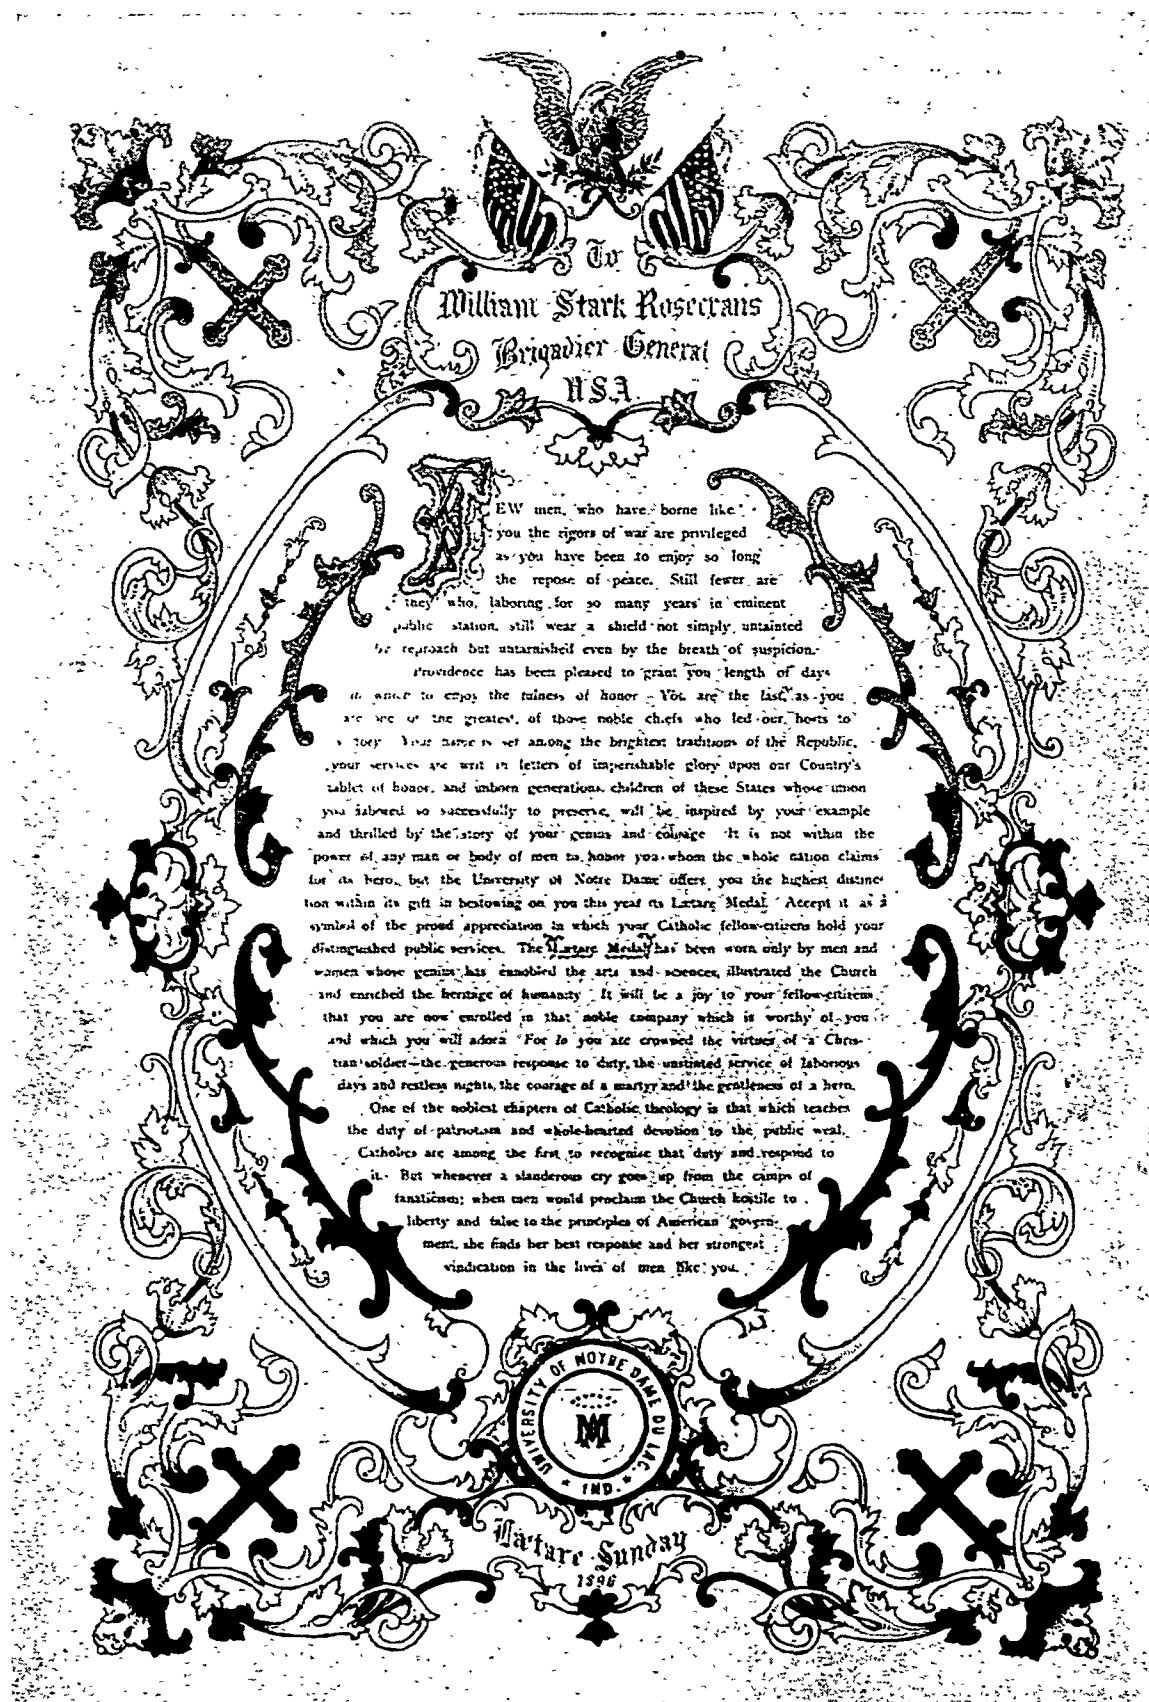 To
William Stark Rosecrans
Brigadier General
USA
FEW men, who have borne like
you the rigors of war are privileged
as you have been to enjoy so long
the repose of peace. Still fewer are
they who, laboring for so many years in eminent
public station, still wear a shield not simply untainted
by reproach but untarnished even by the breath of suspicion.
Providence has been pleased to grant you length of days
in which to enjoy the fulness of honor You are the last, as you
are one of the greatest, of those noble chiefs who led our hosts to
Your name is set among the brightest traditions of the Republic,
your services are writ in letters of imperishable glory upon our Country's
tablet of honor, and unborn generations, children of these States whose union
you labored so successfully to preserve, will be inspired by your example
and thrilled by the story of your genius and courage It is not within the
power of any man or body of men to honor you whom the whole nation claims
for its hero, but the University of Notre Dame offers you the highest distinc-
tion within its gift in bestowing on you this year its Lætare Medal. Accept it as a
symbol of the proud appreciation in which your Catholic fellow-citizens hold your
distinguished public services. The Lætare Medal has been worn only by men and
women whose genius has ennobled the arts and sciences, illustrated the Church
and enriched the heritage of humanity It will be a joy to your fellow-citizens
that you are now enrolled in that noble company which is worthy of you
and which you will adorn For in you are crowned the virtues of a Chris-
tian soldier—the generous response to duty, the unstinted service of laborious
days and restless nights, the courage of a martyr and the gentleness of a hero.
One of the noblest chapters of Catholic theology is that which teaches
the duty of patriotism and whole-hearted devotion to the public weal.
Catholics are among the first to recognise that duty and respond to
it. But whenever a slanderous cry goes up from the camps of
fanaticism; when men would proclaim the Church hostile to
liberty and false to the principles of American govern-
ment, she finds her best response and her strongest
vindication in the lives of men like you.
UNIVERSITY OF NOTRE DAME DU LAC
IND.
Lætare Sunday
1896